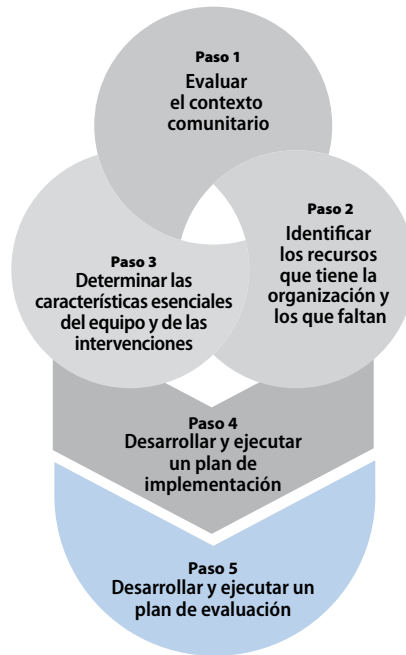 Paso 1
Evaluar
el contexto
comunitario
Paso 2
Identificar
los recursos
que tiene la
organización y
los que faltan
Paso 3
Determinar las
características esenciales
del equipo y de las
intervenciones
Paso 4
Desarrollar y ejecutar
un plan de
implementación
Paso 5
Desarrollar y ejecutar un
plan de evaluación